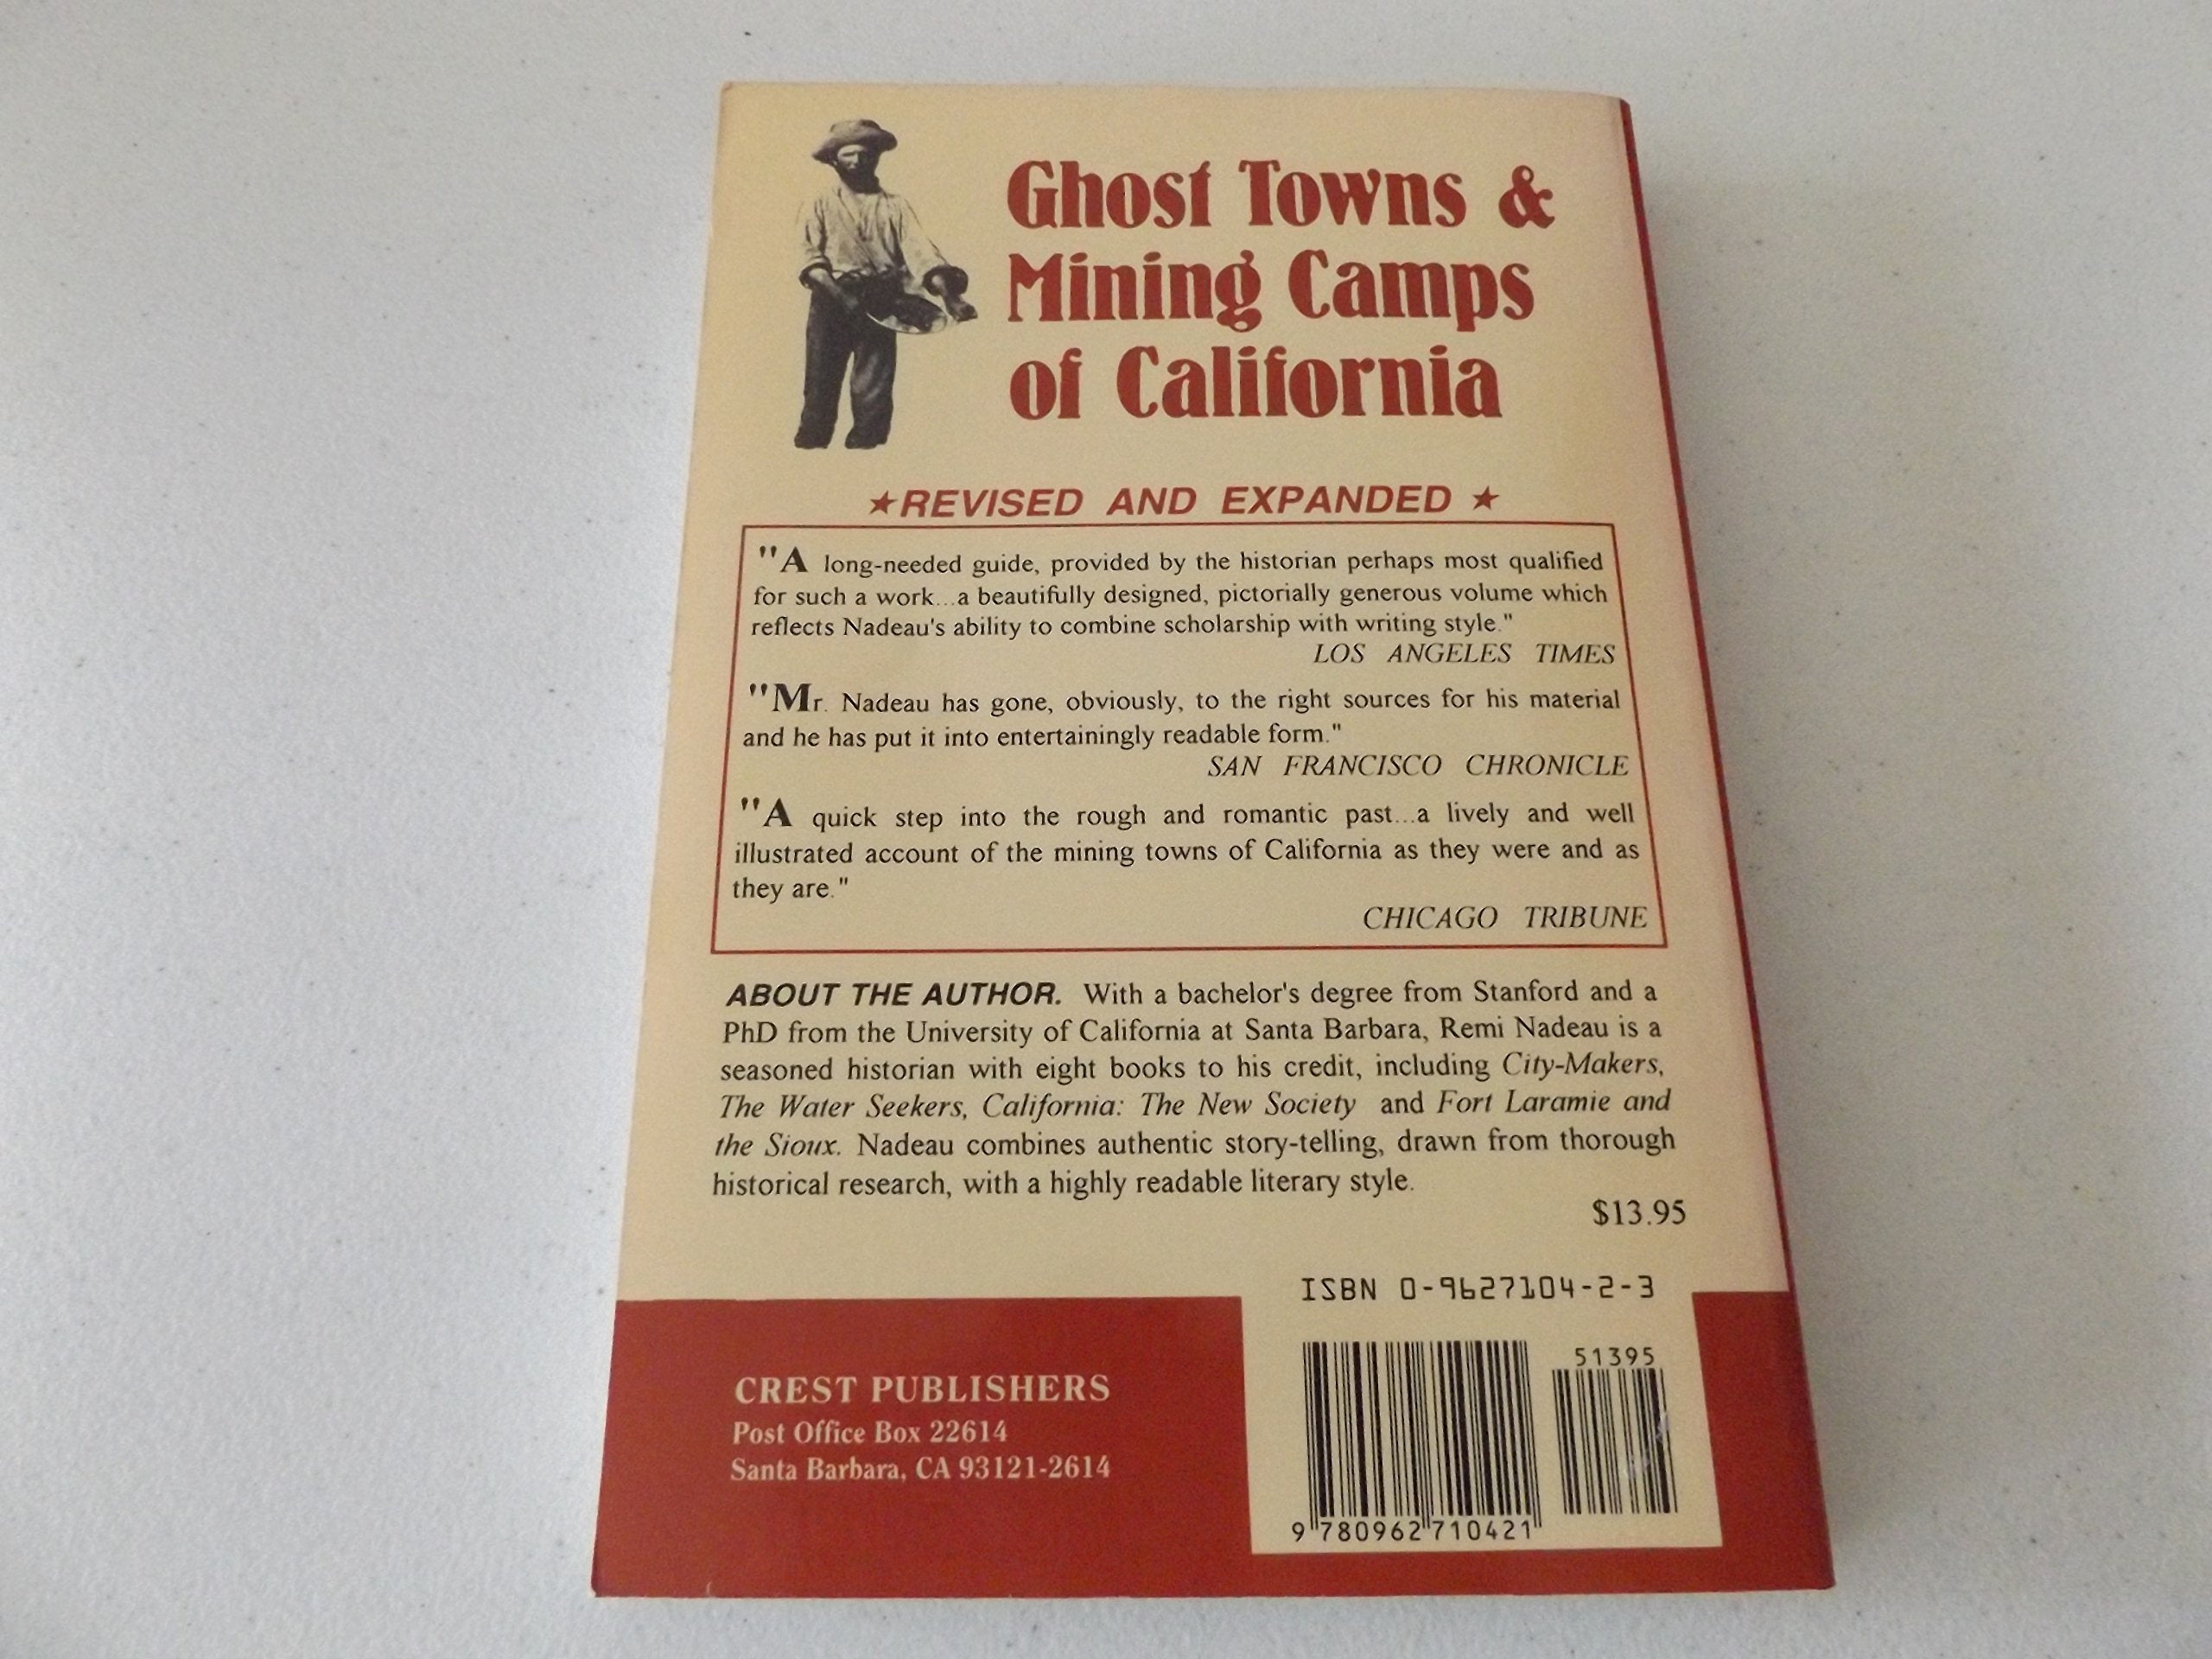 Ghost Towns &
Mining Camps
of California
★REVISED AND EXPANDED ★
"A long-needed guide, provided by the historian perhaps most qualified
for such a work...a beautifully designed, pictorially generous volume which
reflects Nadeau's ability to combine scholarship with writing style."
LOS ANGELES TIMES
"Mr. Nadeau has gone, obviously, to the right sources for his material
and he has put it into entertainingly readable form."
SAN FRANCISCO CHRONICLE
"A quick step into the rough and romantic past...a lively and well
illustrated account of the mining towns of California as they were and as
they are."
CHICAGO TRIBUNE
ABOUT THE AUTHOR. With a bachelor's degree from Stanford and a
PhD from the University of California at Santa Barbara, Remi Nadeau is a
seasoned historian with eight books to his credit, including City-Makers,
The Water Seekers, California: The New Society and Fort Laramie and
the Sioux. Nadeau combines authentic story-telling, drawn from thorough
historical research, with a highly readable literary style.
$13.95
ISBN 0-9627104-2-3
51395
9 780962 710421
CREST PUBLISHERS
Post Office Box 22614
Santa Barbara, CA 93121-2614